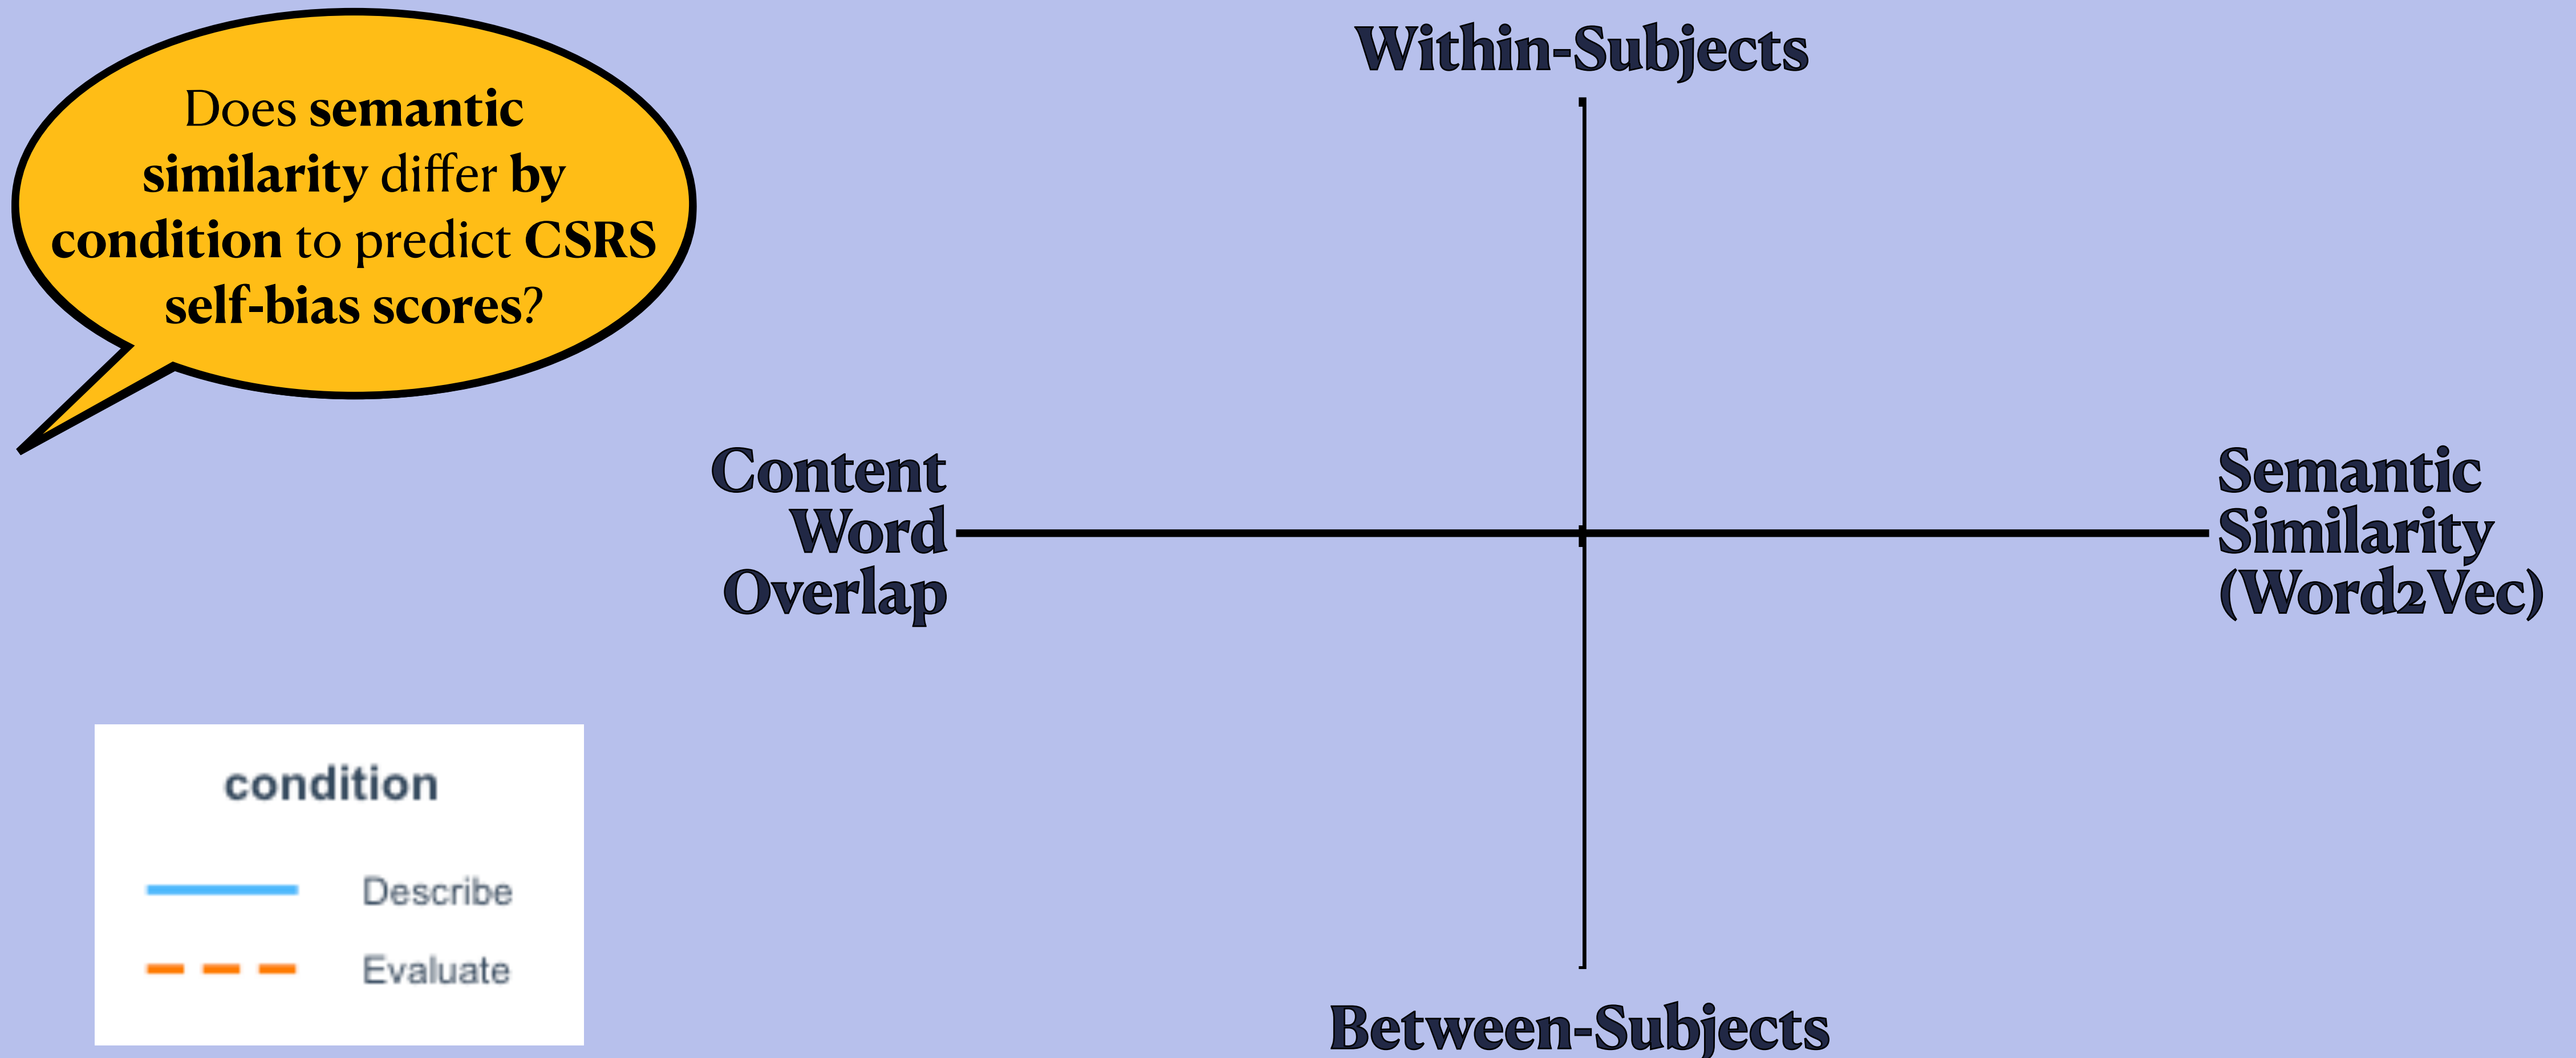 Does semantic
similarity differ by
condition to predict CSRS
self-bias scores?
Within-Subjects
Content
Word
Overlap
Semantic
Similarity
(Word2Vec)
condition
Describe
Evaluate
Between-Subjects